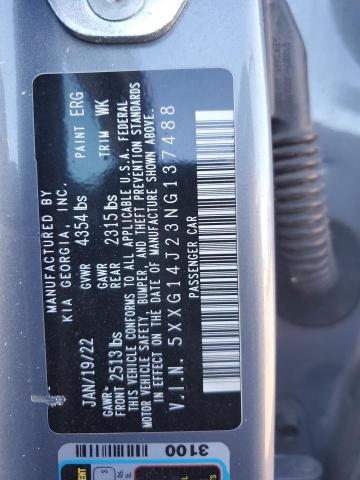 MANUFACTURED BY
KIA GEORGIA, INC.
JAN/19/22 GVWR 4354 lbs PAINT ERG
GAWR: GAWR TRIM WK
FRONT 2513 lbs REAR 2315 lbs
THIS VEHICLE CONFORMS TO ALL APPLICABLE U.S.A. FEDERAL
MOTOR VEHICLE SAFETY, BUMPER, AND THEFT PREVENTION STANDARDS
IN EFFECT ON THE DATE OF MANUFACTURE SHOWN ABOVE.
V.I.N. 5XXG14J23NG137488
PASSENGER CAR
3100